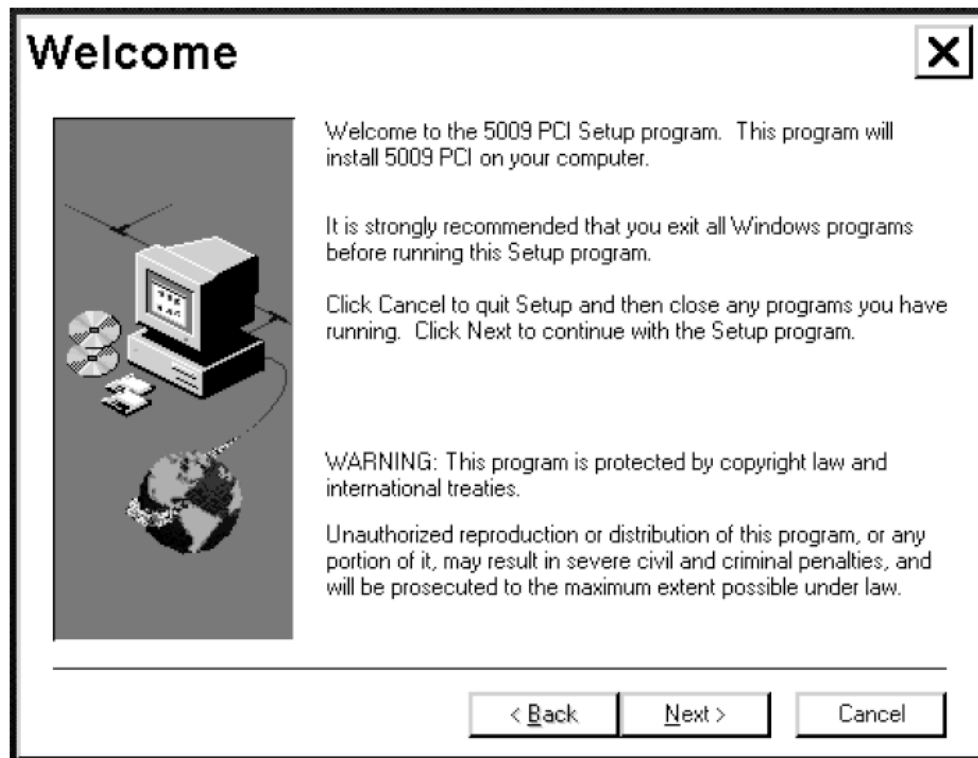 Welcome
Welcome to the 5009 PCI Setup program.  This program will
install 5009 PCI on your computer.
It is strongly recommended that you exit all Windows programs
before running this Setup program.
Click Cancel to quit Setup and then close any programs you have
running.  Click Next to continue with the Setup program.
WARNING: This program is protected by copyright law and
international treaties.
Unauthorized reproduction or distribution of this program, or any
portion of it, may result in severe civil and criminal penalties, and
will be prosecuted to the maximum extent possible under law.
< Back Next > Cancel